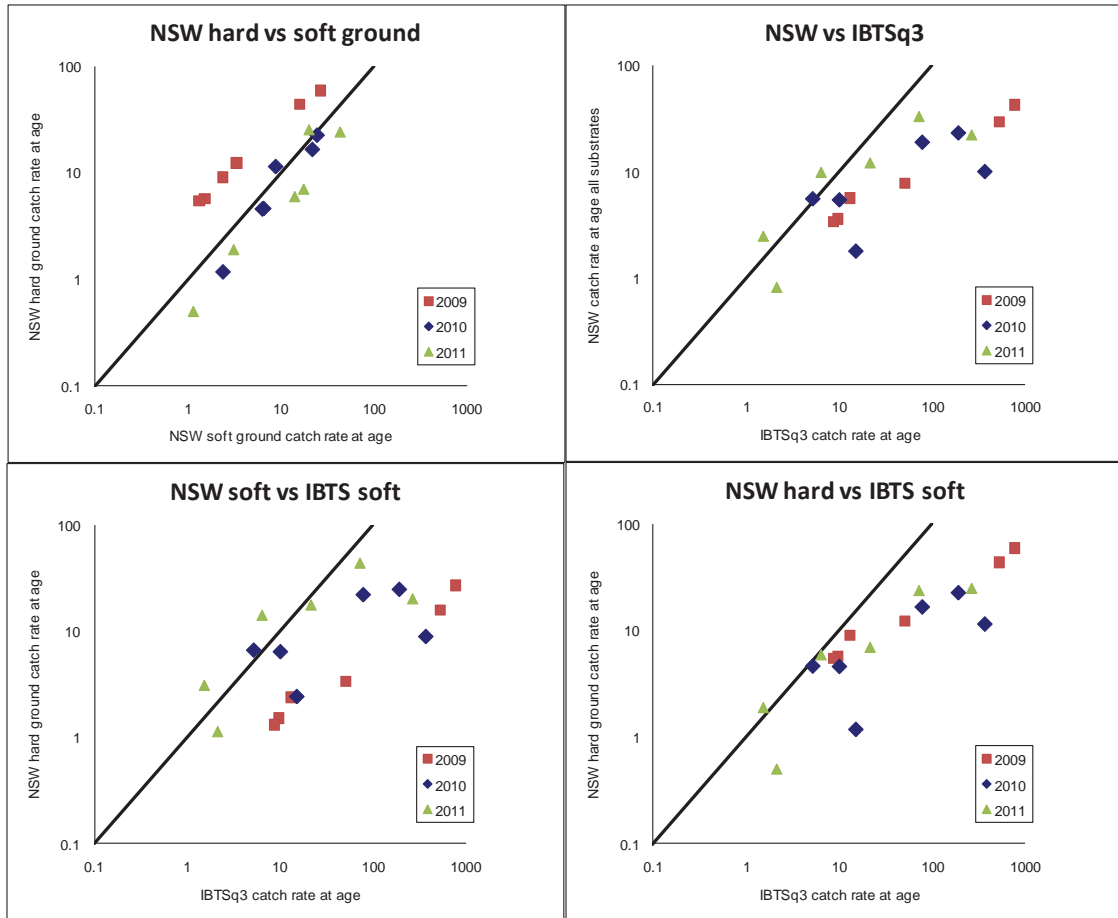 NSW hard vs soft ground
100
10
1
0.1
NSW hard ground catch rate at age
2009
2010
2011
0.1 1 10 100 1000
NSW soft ground catch rate at age
NSW vs IBTSq3
100
10
1
0.1
NSW catch rate at age all substrates
2009
2010
2011
0.1 1 10 100 1000
IBTSq3 catch rate at age
NSW soft vs IBTS soft
100
10
1
0.1
NSW hard ground catch rate at age
2009
2010
2011
0.1 1 10 100 1000
IBTSq3 catch rate at age
NSW hard vs IBTS soft
100
10
1
0.1
NSW hard ground catch rate at age
2009
2010
2011
0.1 1 10 100 1000
IBTSq3 catch rate at age